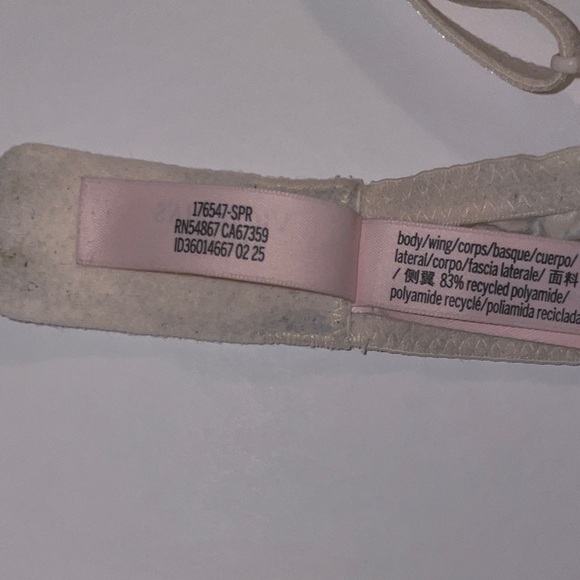 176547-SPR
RN54867 CA67359
ID36014667 02 25
body/wing/corps/basque/cuerpo/
lateral/corpo/fascia laterale/ 面料
/ 侧翼 83% recycled polyamide/
polyamide recyclé/poliamida reciclada